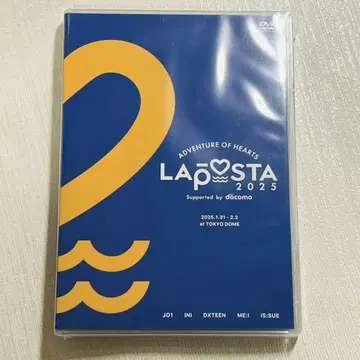 DVD
ADVENTURE OF HEARTS
LAPOSTA
2025
Supported by docomo
2025.1.31 - 2.2
at TOKYO DOME
JO1 INI DXTEEN ME:I IS:SUE